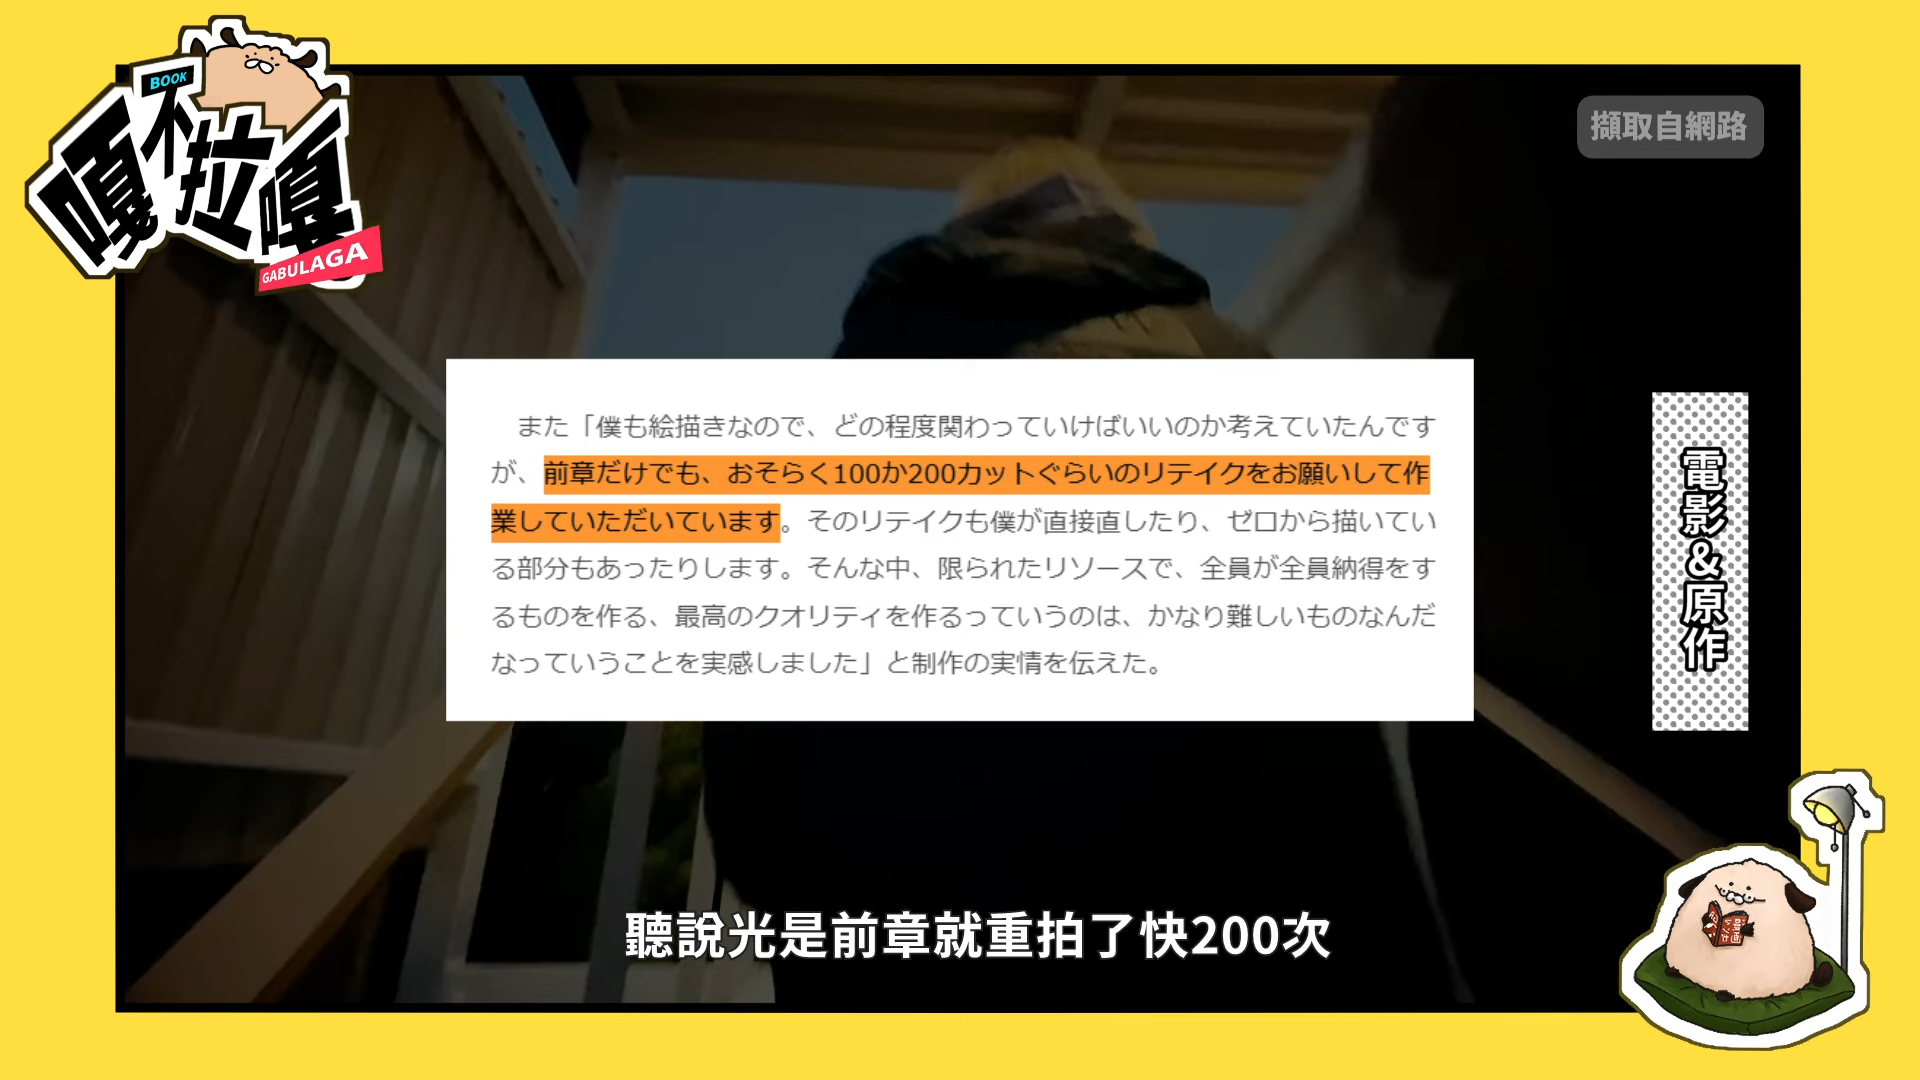 BOOK
嘎不拉嘎
GABULAGA
擷取自網路
また「僕も絵描きなので、どの程度関わっていけばいいのか考えていたんです
が、前章だけでも、おそらく100か200カットぐらいのリテイクをお願いして作
業していただいています。そのリテイクも僕が直接直したり、ゼロから描いてい
る部分もあったりします。そんな中、限られたリソースで、全員が全員納得をす
るものを作る、最高のクオリティを作るっていうのは、かなり難しいものなんだ
なっていうことを実感しました」と制作の実情を伝えた。
電影&原作
聽說光是前章就重拍了快200次